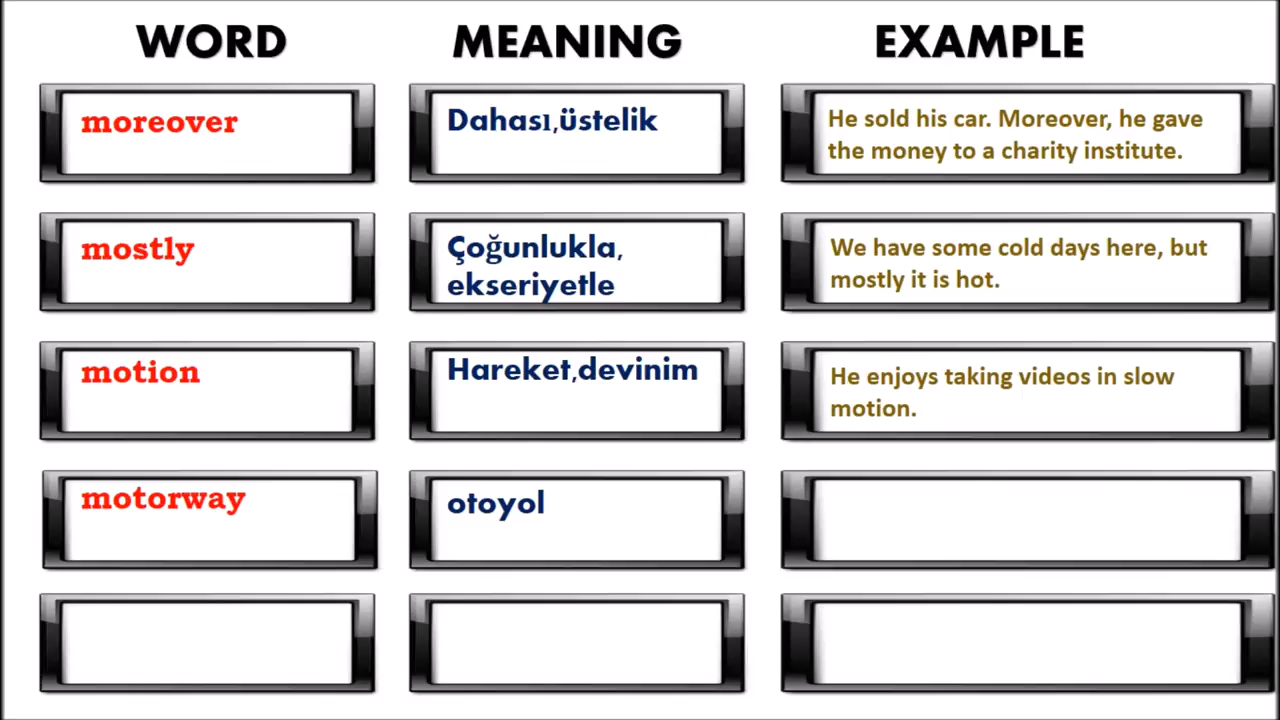 WORD MEANING EXAMPLE
moreover
Dahası,üstelik
He sold his car. Moreover, he gave
the money to a charity institute.
mostly
Çoğunlukla,
ekseriyetle
We have some cold days here, but
mostly it is hot.
motion
Hareket,devinim
He enjoys taking videos in slow
motion.
motorway
otoyol